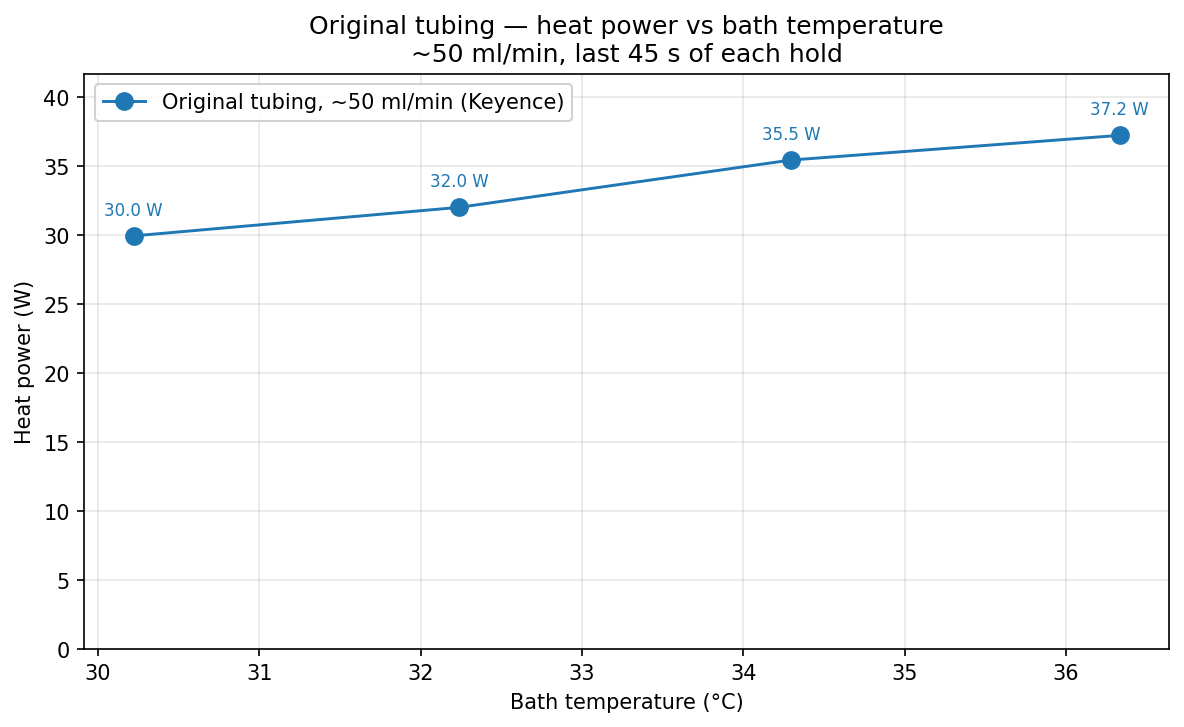 Original tubing — heat power vs bath temperature
~50 ml/min, last 45 s of each hold
Original tubing, ~50 ml/min (Keyence)
40
35
30
25
20
15
10
5
0
Heat power (W)
30.0 W
32.0 W
35.5 W
37.2 W
30
31
32
33
34
35
36
Bath temperature (°C)